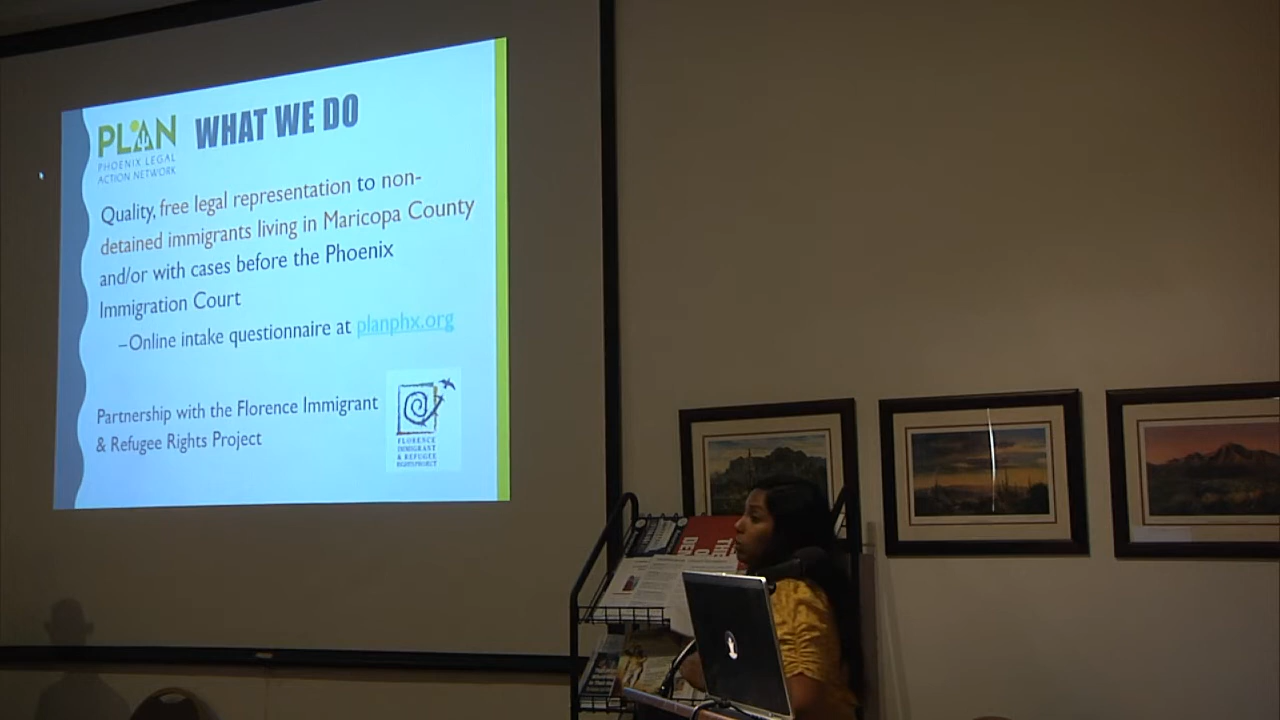 PLAN
PHOENIX LEGAL
ACTION NETWORK
WHAT WE DO
Quality, free legal representation to non-
detained immigrants living in Maricopa County
and/or with cases before the Phoenix
Immigration Court
–Online intake questionnaire at planphx.org
Partnership with the Florence Immigrant
& Refugee Rights Project
FLORENCE
IMMIGRANT
& REFUGEE
RIGHTS PROJECT